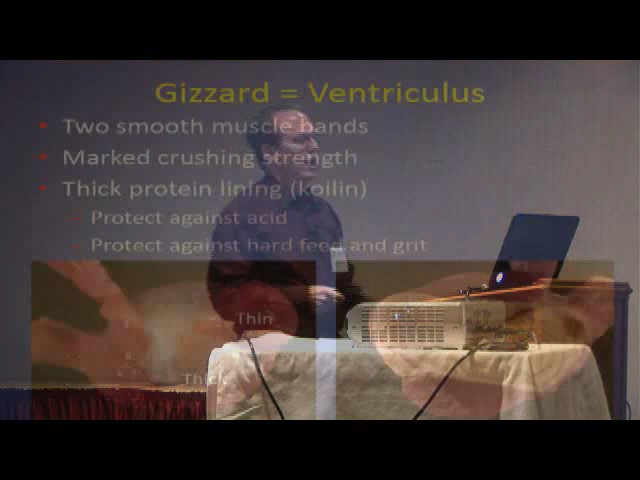 Gizzard = Ventriculus
• Two smooth muscle bands
• Marked crushing strength
• Thick protein lining (koilin)
– Protect against acid
– Protect against hard feed and grit
Thin
Thick